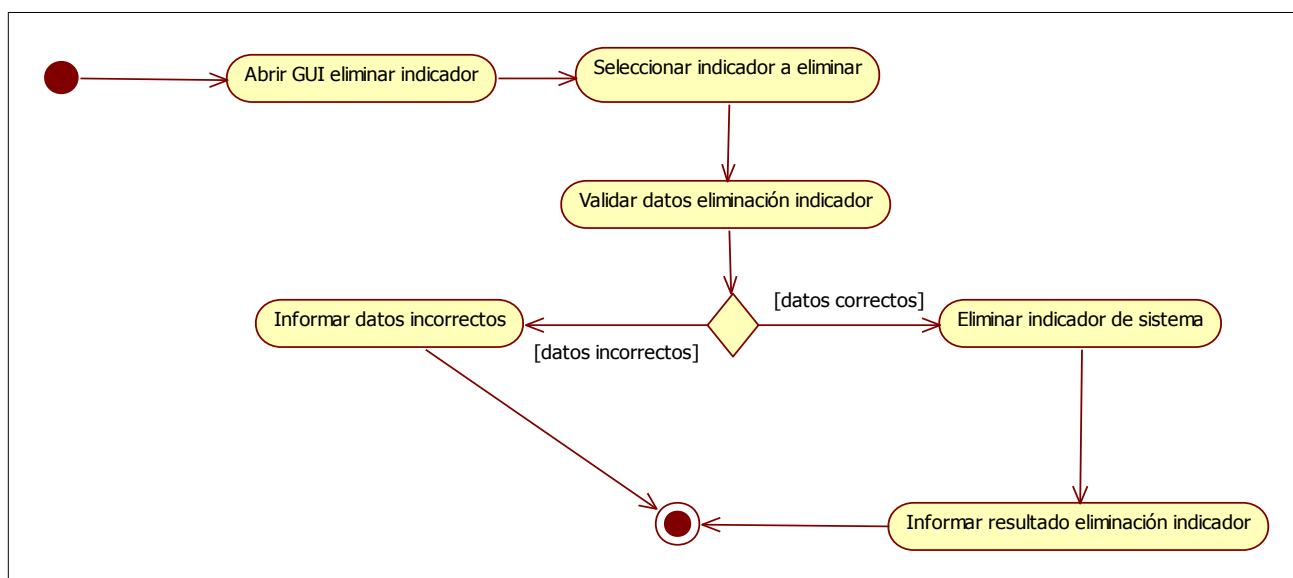 Abrir GUI eliminar indicador
Seleccionar indicador a eliminar
Validar datos eliminación indicador
[datos correctos]
Informar datos incorrectos
Eliminar indicador de sistema
[datos incorrectos]
Informar resultado eliminación indicador